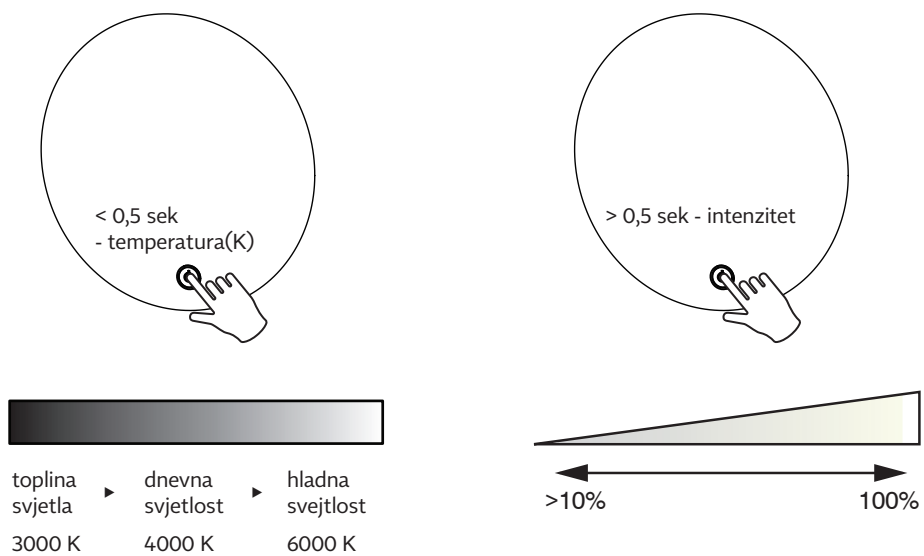 < 0,5 sek
- temperatura(K)
> 0,5 sek - intenzitet
toplina
svjetla
dnevna
svjetlost
hladna
svejtlost
3000 K
4000 K
6000 K
>10%
100%